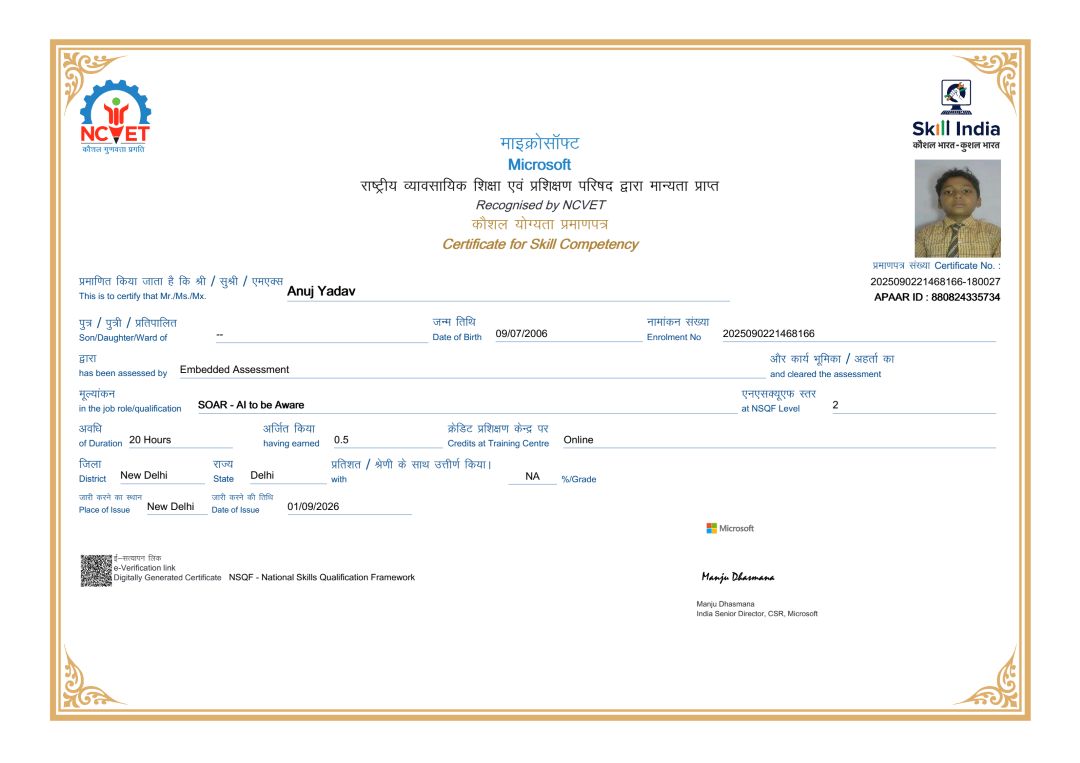 NCVET
कौशल गुणवत्ता प्रगति
Skill India
कौशल भारत-कुशल भारत
माइक्रोसॉफ्ट
Microsoft
राष्ट्रीय व्यावसायिक शिक्षा एवं प्रशिक्षण परिषद द्वारा मान्यता प्राप्त
Recognised by NCVET
कौशल योग्यता प्रमाणपत्र
Certificate for Skill Competency
प्रमाणपत्र संख्या Certificate No. :
2025090221468166-180027
APAAR ID : 880824335734
प्रमाणित किया जाता है कि श्री / सुश्री / एमएक्स
This is to certify that Mr./Ms./Mx. Anuj Yadav
पुत्र / पुत्री / प्रतिपालित जन्म तिथि नामांकन संख्या
Son/Daughter/Ward of -- Date of Birth 09/07/2006 Enrolment No 2025090221468166
द्वारा और कार्य भूमिका / अहर्ता का
has been assessed by Embedded Assessment and cleared the assessment
मूल्यांकन एनएसक्यूएफ स्तर
in the job role/qualification SOAR - AI to be Aware at NSQF Level 2
अवधि अर्जित किया क्रेडिट प्रशिक्षण केन्द्र पर
of Duration 20 Hours having earned 0.5 Credits at Training Centre Online
जिला राज्य प्रतिशत / श्रेणी के साथ उत्तीर्ण किया।
District New Delhi State Delhi with NA %/Grade
जारी करने का स्थान जारी करने की तिथि
Place of Issue New Delhi Date of Issue 01/09/2026
Microsoft
ई-सत्यापन लिंक
e-Verification link
Digitally Generated Certificate NSQF - National Skills Qualification Framework
Manju Dhasmana
Manju Dhasmana
India Senior Director, CSR, Microsoft